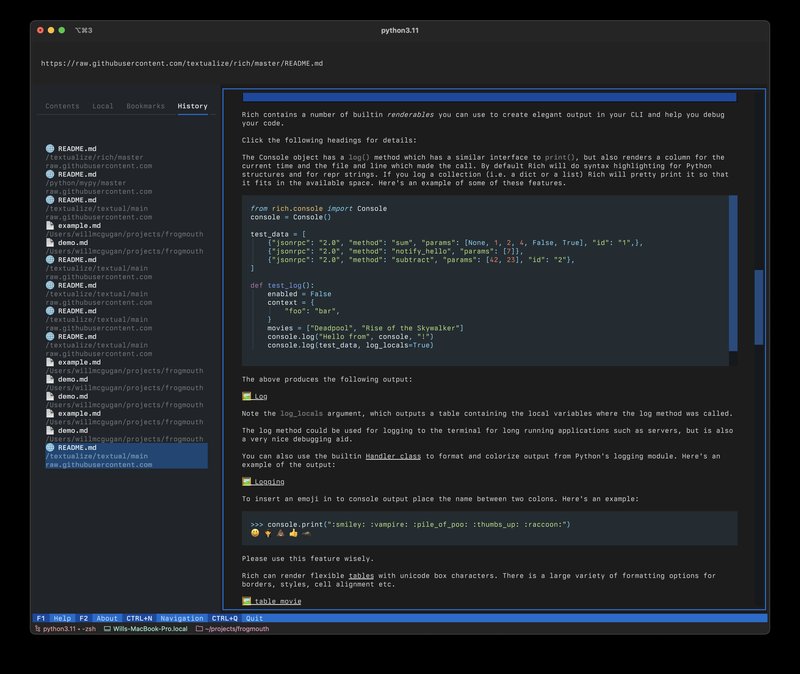 ⌥⌘3
python3.11
https://raw.githubusercontent.com/textualize/rich/master/README.md
Contents Local Bookmarks History
README.md
/textualize/rich/master
raw.githubusercontent.com
README.md
/python/mypy/master
raw.githubusercontent.com
README.md
/textualize/textual/main
raw.githubusercontent.com
example.md
/Users/willmcgugan/projects/frogmouth
demo.md
/Users/willmcgugan/projects/frogmouth
README.md
/textualize/textual/main
raw.githubusercontent.com
README.md
/textualize/textual/main
raw.githubusercontent.com
README.md
/textualize/textual/main
raw.githubusercontent.com
README.md
/textualize/textual/main
raw.githubusercontent.com
example.md
/Users/willmcgugan/projects/frogmouth
demo.md
/Users/willmcgugan/projects/frogmouth
demo.md
/Users/willmcgugan/projects/frogmouth
example.md
/Users/willmcgugan/projects/frogmouth
demo.md
/Users/willmcgugan/projects/frogmouth
README.md
/textualize/textual/main
raw.githubusercontent.com
Rich contains a number of builtin renderables you can use to create elegant output in your CLI and help you debug
your code.
Click the following headings for details:
The Console object has a log() method which has a similar interface to print(), but also renders a column for the
current time and the file and line which made the call. By default Rich will do syntax highlighting for Python
structures and for repr strings. If you log a collection (i.e. a dict or a list) Rich will pretty print it so that
it fits in the available space. Here's an example of some of these features.
from rich.console import Console
console = Console()
test_data = [
{"jsonrpc": "2.0", "method": "sum", "params": [None, 1, 2, 4, False, True], "id": "1",},
{"jsonrpc": "2.0", "method": "notify_hello", "params": [7]},
{"jsonrpc": "2.0", "method": "subtract", "params": [42, 23], "id": "2"},
]
def test_log():
enabled = False
context = {
"foo": "bar",
}
movies = ["Deadpool", "Rise of the Skywalker"]
console.log("Hello from", console, "!")
console.log(test_data, log_locals=True)
The above produces the following output:
Log
Note the log_locals argument, which outputs a table containing the local variables where the log method was called.
The log method could be used for logging to the terminal for long running applications such as servers, but is also
a very nice debugging aid.
You can also use the builtin Handler class to format and colorize output from Python's logging module. Here's an
example of the output:
Logging
To insert an emoji in to console output place the name between two colons. Here's an example:
>>> console.print(":smiley: :vampire: :pile_of_poo: :thumbs_up: :raccoon:")
😃 🧛 💩 👍 🦝
Please use this feature wisely.
Rich can render flexible tables with unicode box characters. There is a large variety of formatting options for
borders, styles, cell alignment etc.
table movie
F1 Help F2 About CTRL+N Navigation CTRL+Q Quit
python3.11 • -zsh Wills-MacBook-Pro.local ~/projects/frogmouth